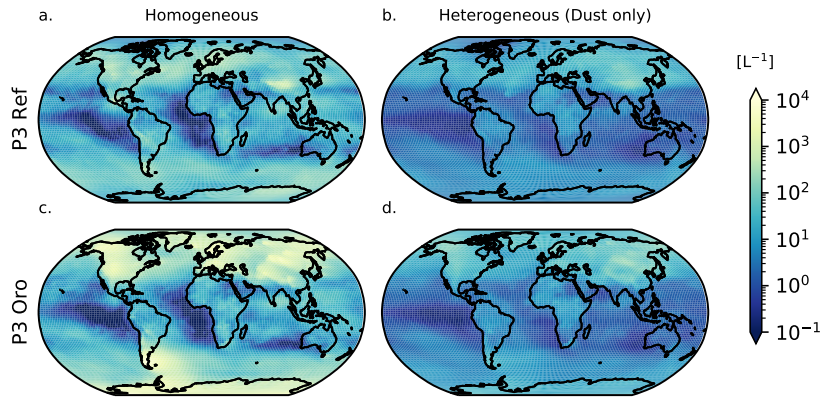 a. Homogeneous
b. Heterogeneous (Dust only)
[L⁻¹]
P3 Ref
c.
d.
P3 Oro
10⁴
10³
10²
10¹
10⁰
10⁻¹